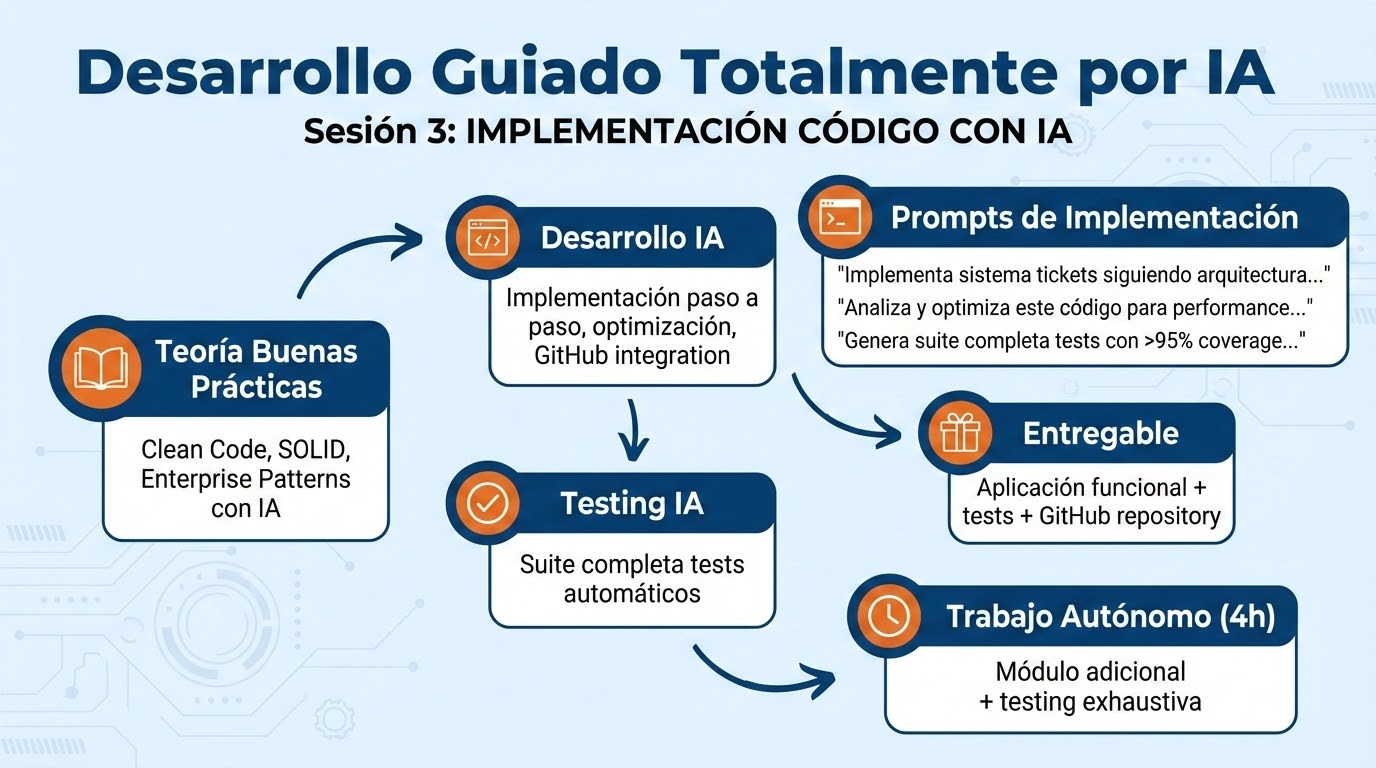 Desarrollo Guiado Totalmente por IA
Sesión 3: IMPLEMENTACIÓN CÓDIGO CON IA
Teoría Buenas
Prácticas
Clean Code, SOLID,
Enterprise Patterns
con IA
Desarrollo IA
Implementación paso a
paso, optimización,
GitHub integration
Testing IA
Suite completa tests
automáticos
Prompts de Implementación
"Implementa sistema tickets siguiendo arquitectura..."
"Analiza y optimiza este código para performance..."
"Genera suite completa tests con >95% coverage..."
Entregable
Aplicación funcional +
tests + GitHub repository
Trabajo Autónomo (4h)
Módulo adicional
+ testing exhaustiva